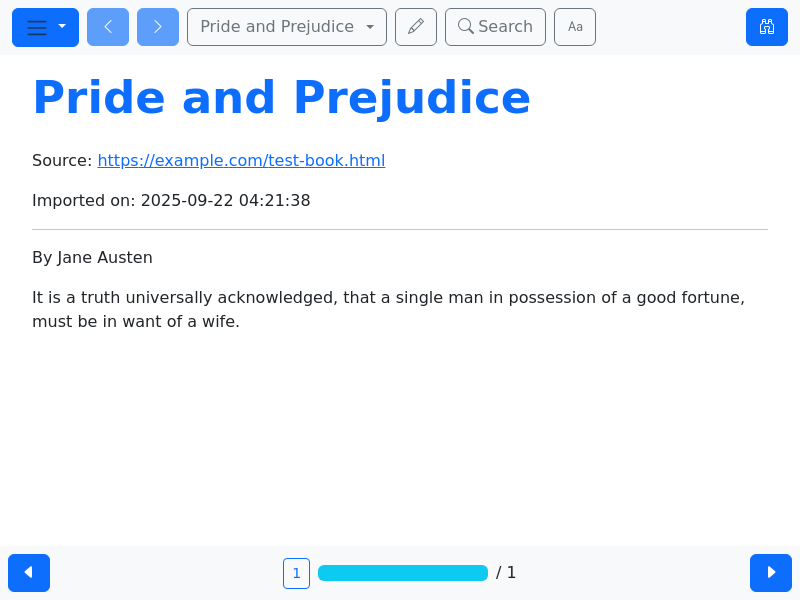 Pride and Prejudice
Search
Aa
Pride and Prejudice
Source: https://example.com/test-book.html
Imported on: 2025-09-22 04:21:38
By Jane Austen
It is a truth universally acknowledged, that a single man in possession of a good fortune,
must be in want of a wife.
1 / 1